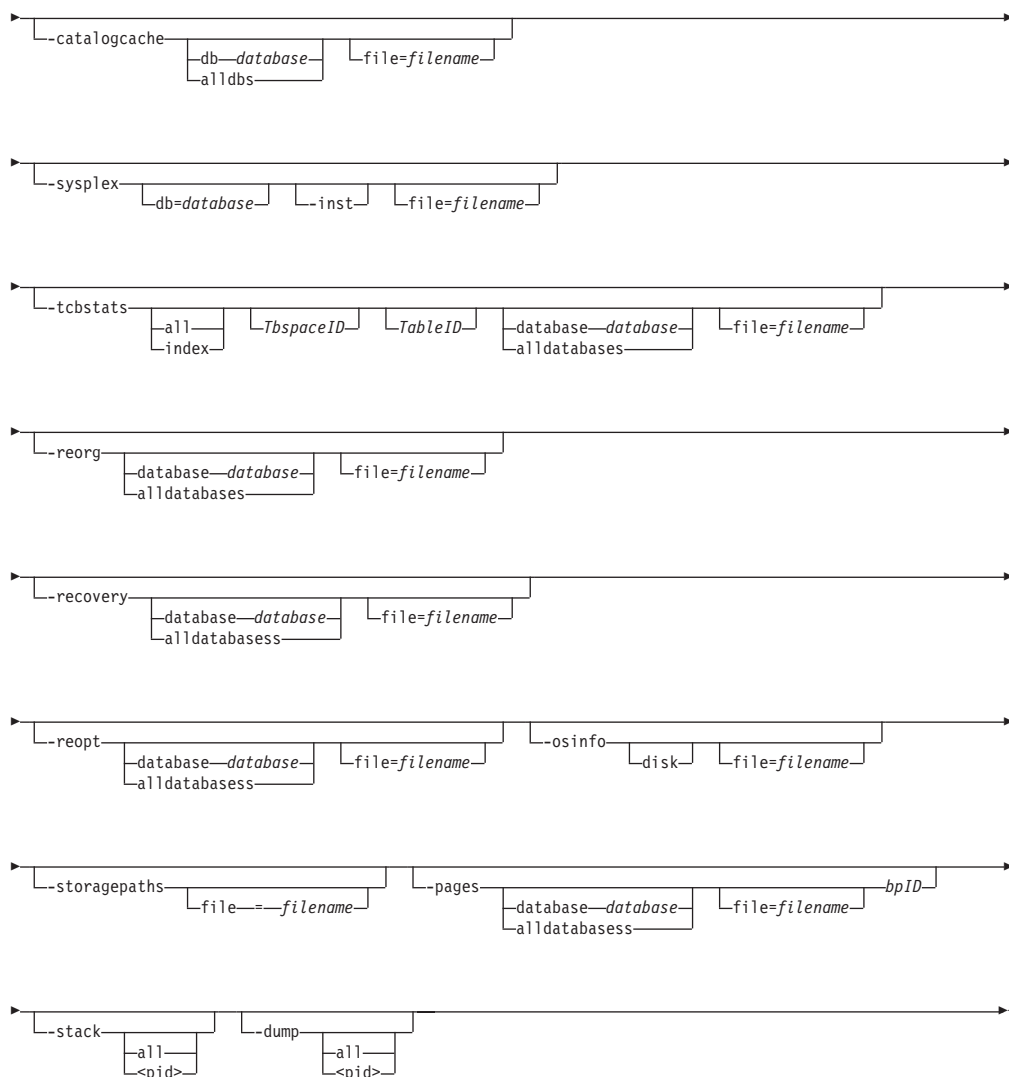 -catalogcache db database file=filename
alldbs
-sysplex db=database -inst file=filename
-tcbstats all TbspaceID TableID database database file=filename
index alldatabases
-reorg database database file=filename
alldatabases
-recovery database database file=filename
alldatabasess
-reopt database database file=filename -osinfo disk file=filename
alldatabasess
-storagepaths file = filename -pages database database file=filename bpID
alldatabasess
-stack all -dump all
<pid> <pid>